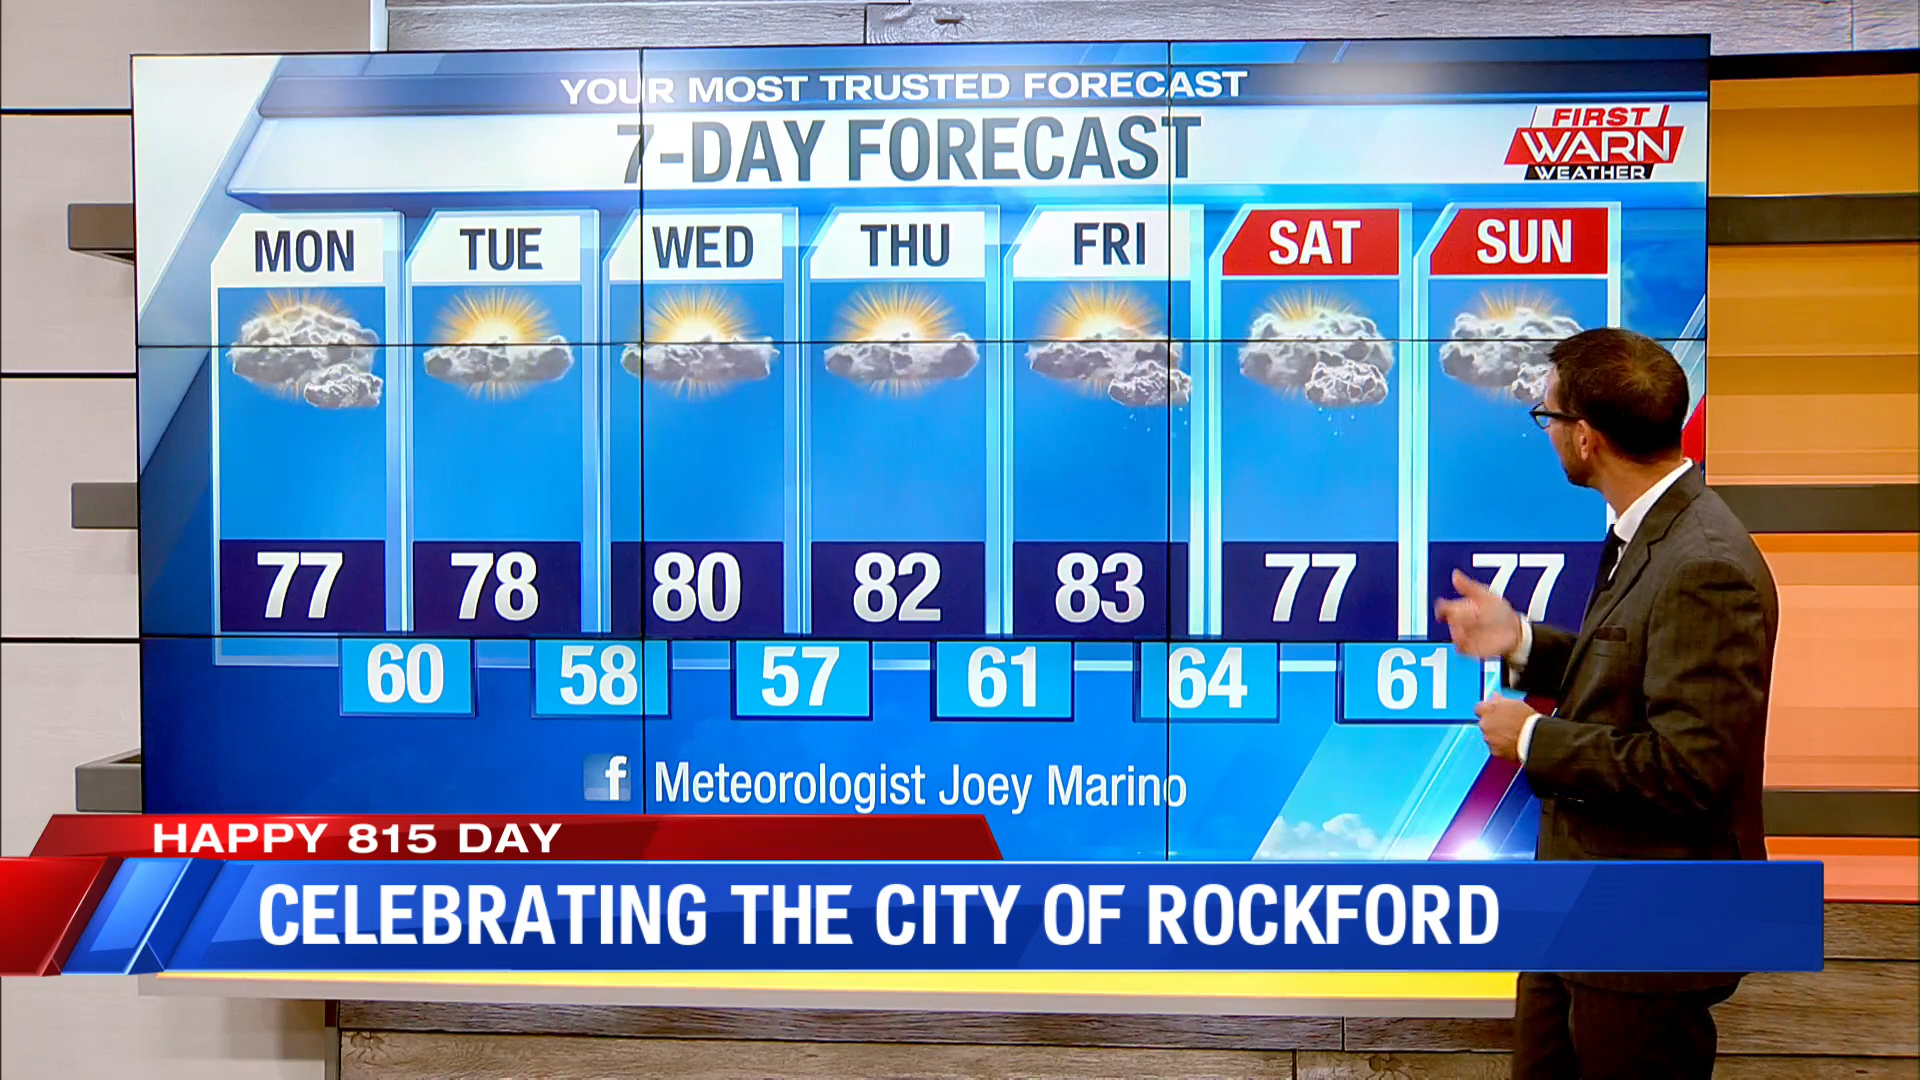 YOUR MOST TRUSTED FORECAST
7-DAY FORECAST
FIRST
WARN
WEATHER
MON TUE WED THU FRI SAT SUN
77 78 80 82 83 77 77
60 58 57 61 64 61
f Meteorologist Joey Marino
HAPPY 815 DAY
CELEBRATING THE CITY OF ROCKFORD